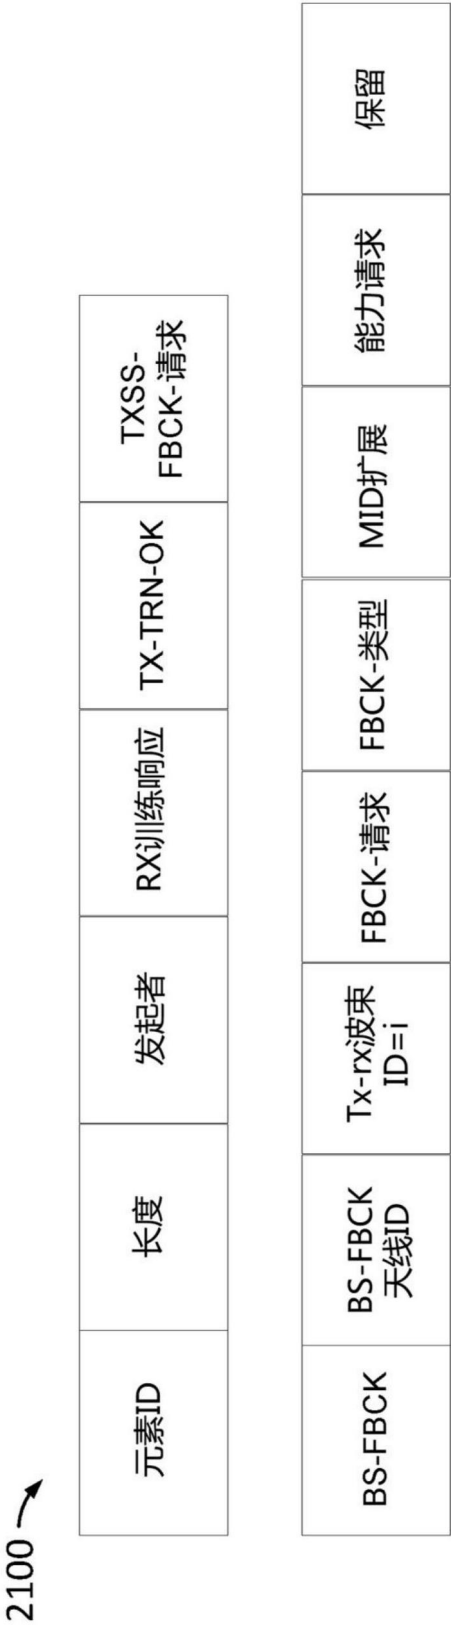 2100
元素ID
长度
发起者
RX训练响应
TX-TRN-OK
TXSS-
FBCK-请求
BS-FBCK
BS-FBCK
天线ID
Tx-rx波束
ID=i
FBCK-请求
FBCK-类型
MID扩展
能力请求
保留